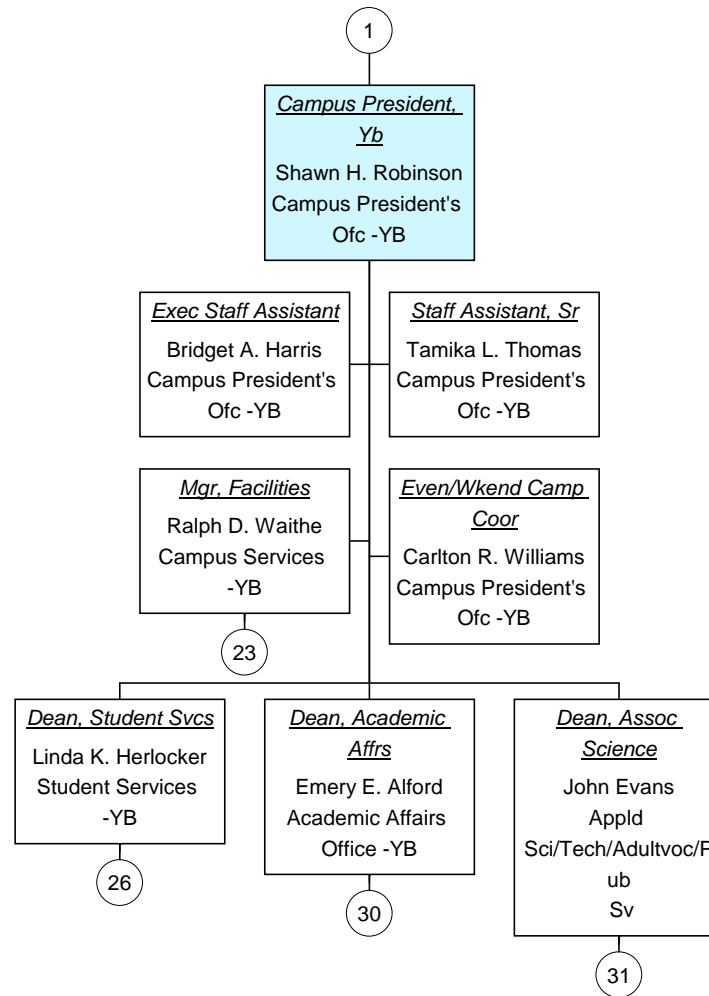 1
Campus President,
Yb
Shawn H. Robinson
Campus President's
Ofc -YB
Exec Staff Assistant
Bridget A. Harris
Campus President's
Ofc -YB
Staff Assistant, Sr
Tamika L. Thomas
Campus President's
Ofc -YB
Mgr, Facilities
Ralph D. Waithe
Campus Services
-YB
23
Even/Wkend Camp
Coor
Carlton R. Williams
Campus President's
Ofc -YB
Dean, Student Svcs
Linda K. Herlocker
Student Services
-YB
26
Dean, Academic
Affrs
Emery E. Alford
Academic Affairs
Office -YB
30
Dean, Assoc
Science
John Evans
Appld
Sci/Tech/Adultvoc/P
ub
Sv
31